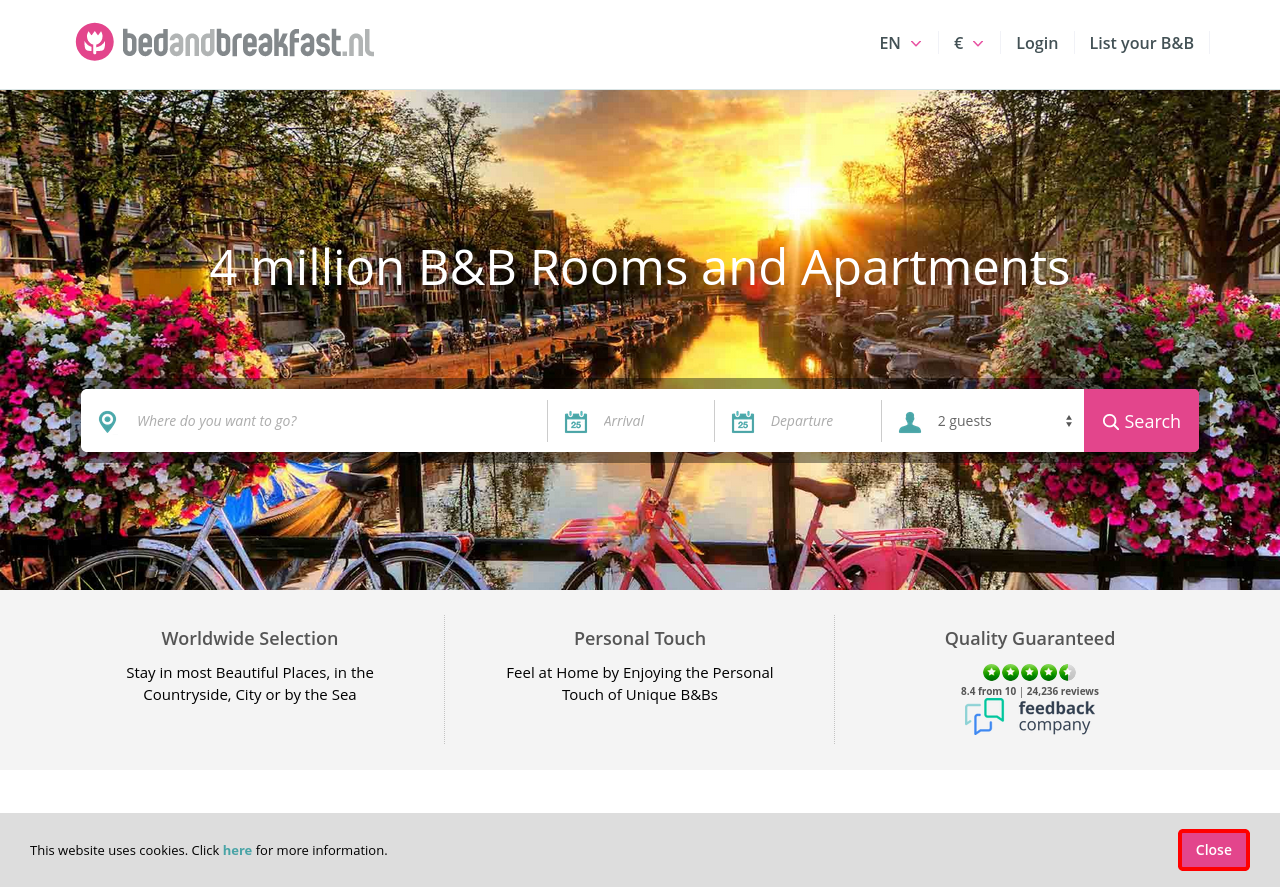 bedandbreakfast.nl
EN
€
Login
List your B&B
4 million B&B Rooms and Apartments
Where do you want to go?
25
Arrival
25
Departure
2 guests
Search
Worldwide Selection
Stay in most Beautiful Places, in the
Countryside, City or by the Sea
Personal Touch
Feel at Home by Enjoying the Personal
Touch of Unique B&Bs
Quality Guaranteed
8.4 from 10 | 24,236 reviews
feedback
company
This website uses cookies. Click here for more information.
Close